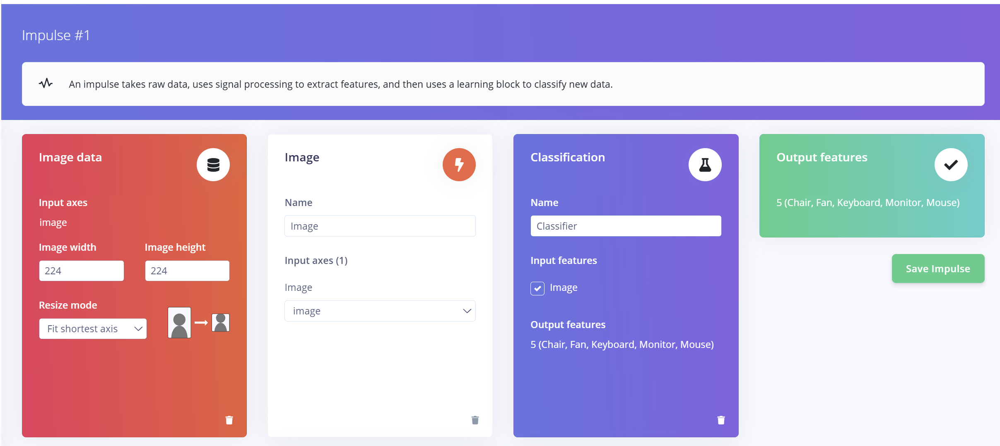 Impulse #1
An impulse takes raw data, uses signal processing to extract features, and then uses a learning block to classify new data.
Image data
Input axes
image
Image width
Image height
224
224
Resize mode
Fit shortest axis
Image
Name
Image
Input axes (1)
Image
image
Classification
Name
Classifier
Input features
Image
Output features
5 (Chair, Fan, Keyboard, Monitor, Mouse)
Output features
5 (Chair, Fan, Keyboard, Monitor, Mouse)
Save Impulse